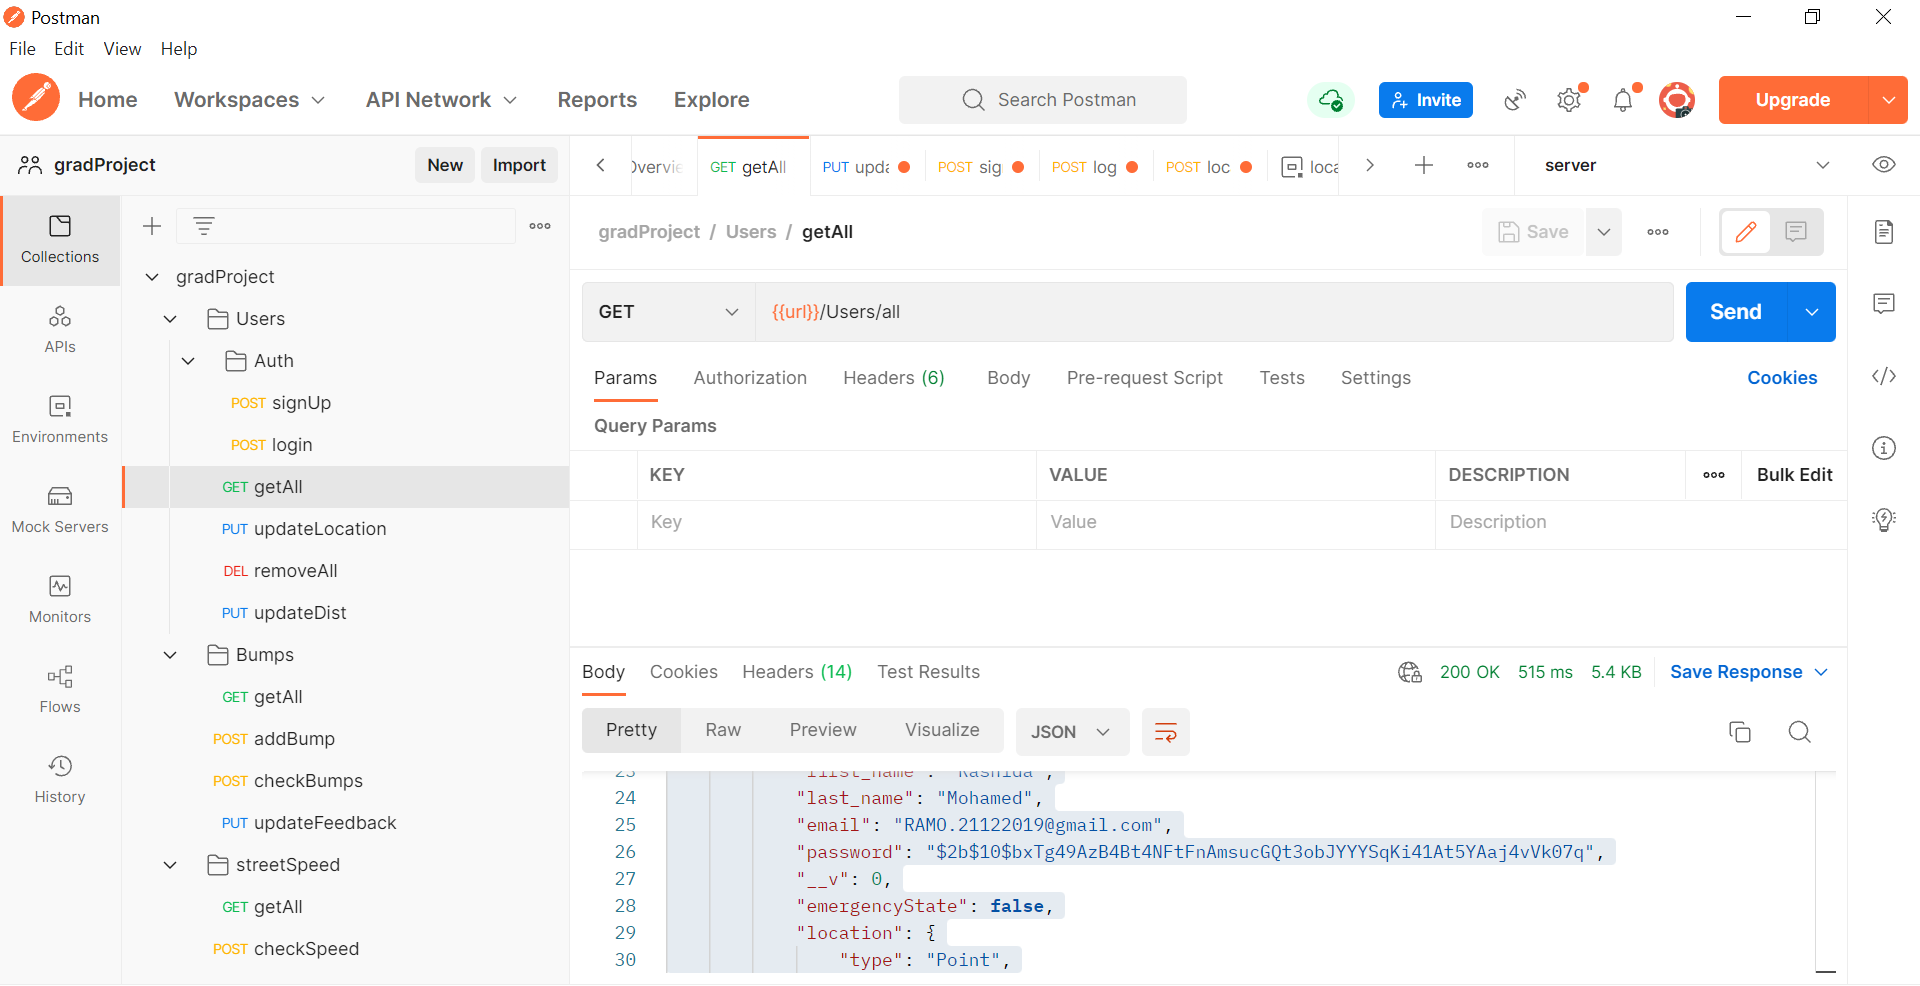 Postman
File Edit View Help
Home Workspaces API Network Reports Explore Search Postman Invite Upgrade
gradProject New Import
GET getAll PUT upda POST sig POST log POST loc loca server
Collections
APIs
Environments
Mock Servers
Monitors
Flows
History
gradProject
Users
Auth
POST signUp
POST login
GET getAll
PUT updateLocation
DEL removeAll
PUT updateDist
Bumps
GET getAll
POST addBump
POST checkBumps
PUT updateFeedback
streetSpeed
GET getAll
POST checkSpeed
gradProject / Users / getAll Save
GET {{url}}/Users/all Send
Params Authorization Headers (6) Body Pre-request Script Tests Settings Cookies
Query Params
KEY VALUE DESCRIPTION Bulk Edit
Key Value Description
Body Cookies Headers (14) Test Results 200 OK 515 ms 5.4 KB Save Response
Pretty Raw Preview Visualize JSON
23 "first_name": "Rashida",
24 "last_name": "Mohamed",
25 "email": "RAMO.21122019@gmail.com",
26 "password": "$2b$10$bxTg49AzB4Bt4NFtFnAmsucGQt3obJYYYSqKi41At5YAaj4vVk07q",
27 "__v": 0,
28 "emergencyState": false,
29 "location": {
30 "type": "Point",